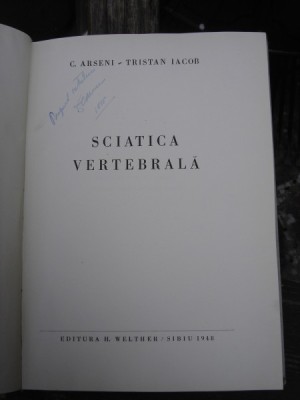 C. ARSENI - TRISTAN IACOB
SCIATICA
VERTEBRALĂ
EDITURA H. WELTHER / SIBIU 1946